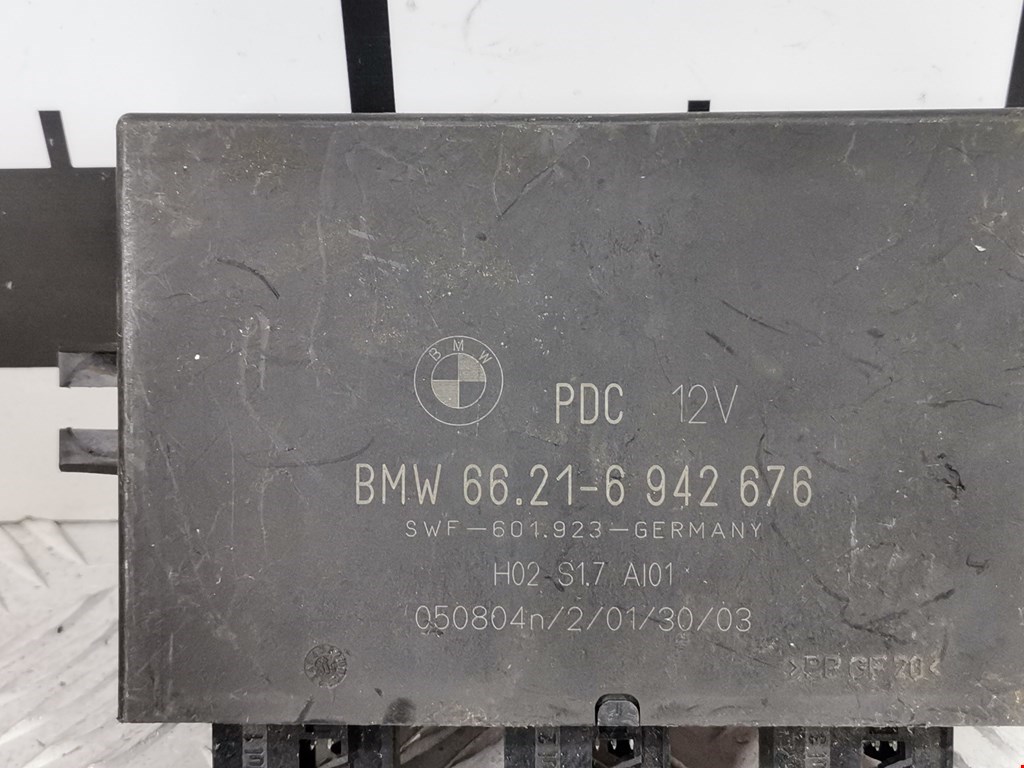 BMW
PDC 12V
BMW 66.21-6 942 676
SWF-601.923-GERMANY
H02 S1.7 AI01
050804n/2/01/30/03
>PP GF 20<